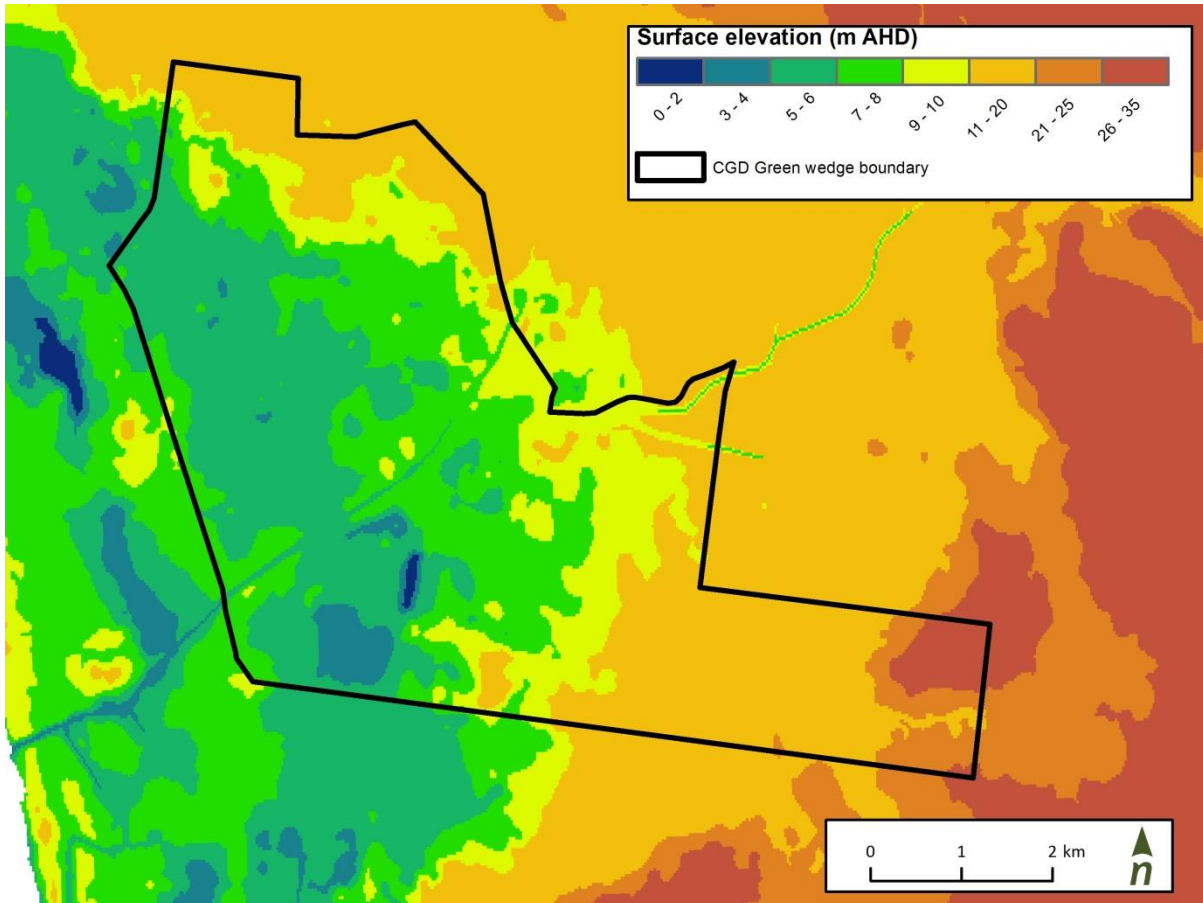 Surface elevation (m AHD)
0 - 2
3 - 4
5 - 6
7 - 8
9 - 10
11 - 20
21 - 25
26 - 35
CGD Green wedge boundary
0 1 2 km
n